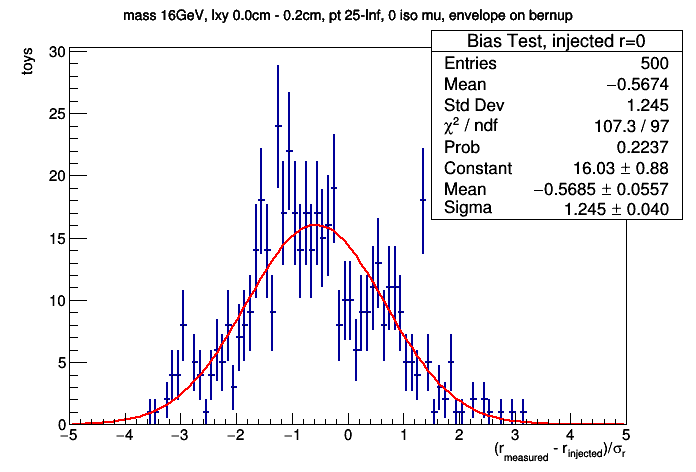 mass 16GeV, lxy 0.0cm - 0.2cm, pt 25-Inf, 0 iso mu, envelope on bernup
Bias Test, injected r=0
Entries 500
Mean −0.5674
Std Dev 1.245
χ² / ndf 107.3 / 97
Prob 0.2237
Constant 16.03 ± 0.88
Mean −0.5685 ± 0.0557
Sigma 1.245 ± 0.040
toys
30
25
20
15
10
5
0
−5 −4 −3 −2 −1 0 1 2 3 4 5
(r_measured - r_injected)/σ_r